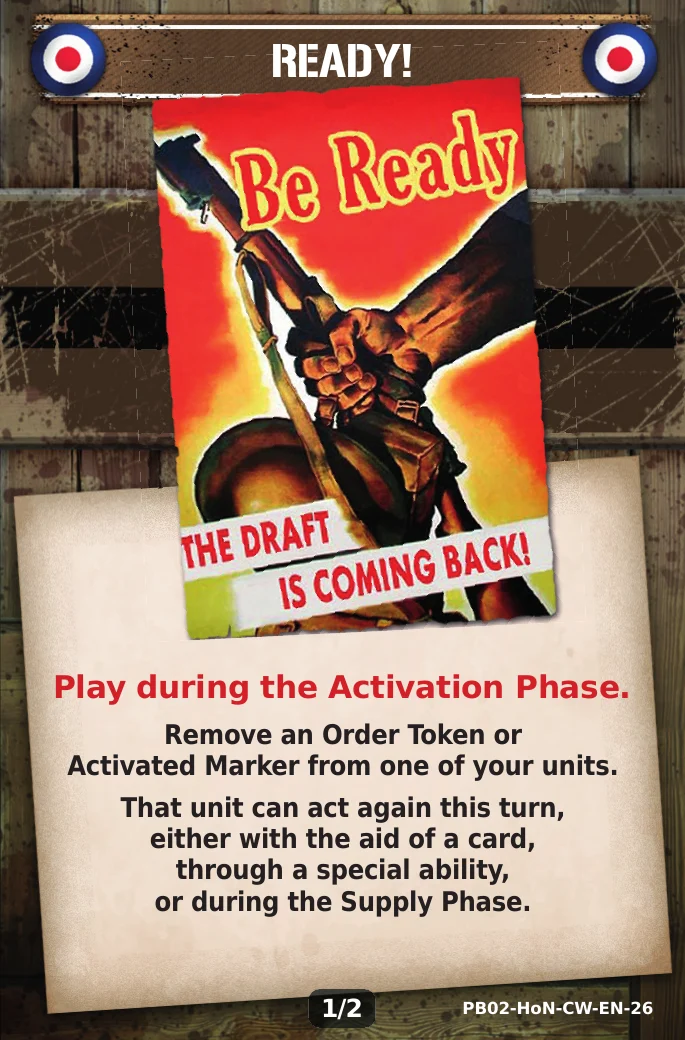 READY!
Be Ready
THE DRAFT
IS COMING BACK!
Play during the Activation Phase.
Remove an Order Token or
Activated Marker from one of your units.
That unit can act again this turn,
either with the aid of a card,
through a special ability,
or during the Supply Phase.
1/2
PB02-HoN-CW-EN-26